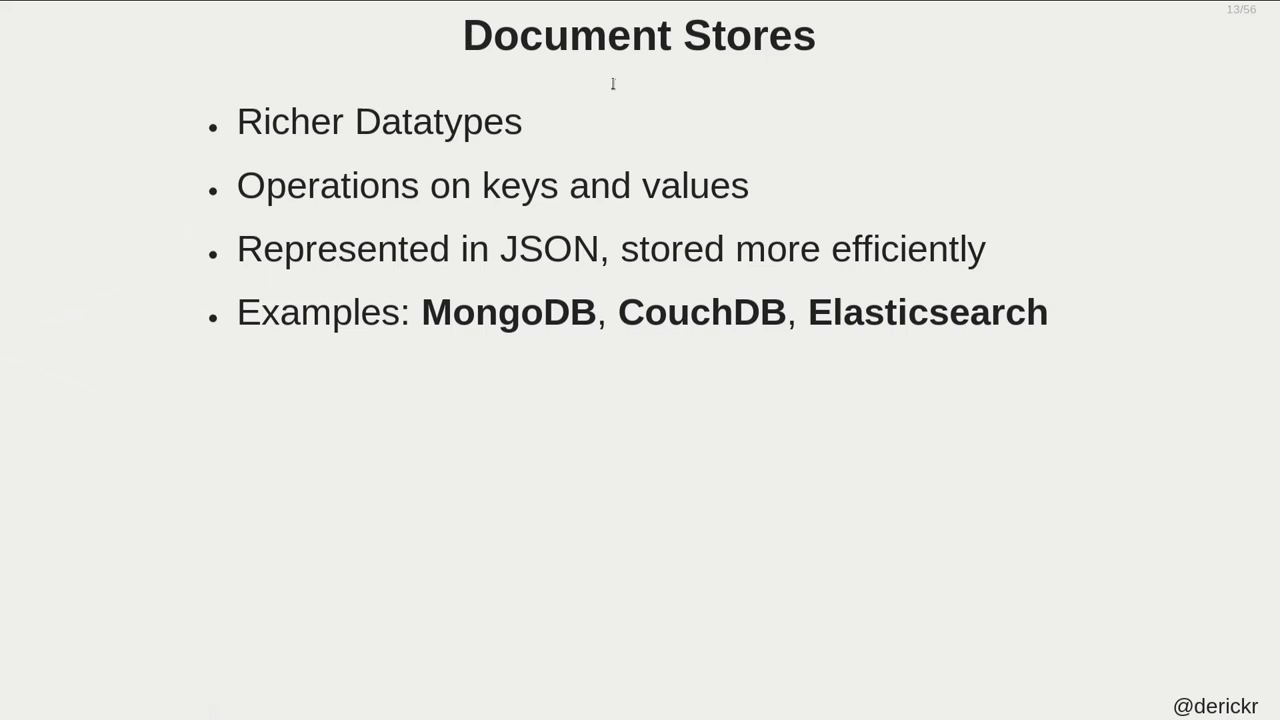 13/56
Document Stores
• Richer Datatypes
• Operations on keys and values
• Represented in JSON, stored more efficiently
• Examples: MongoDB, CouchDB, Elasticsearch
@derickr